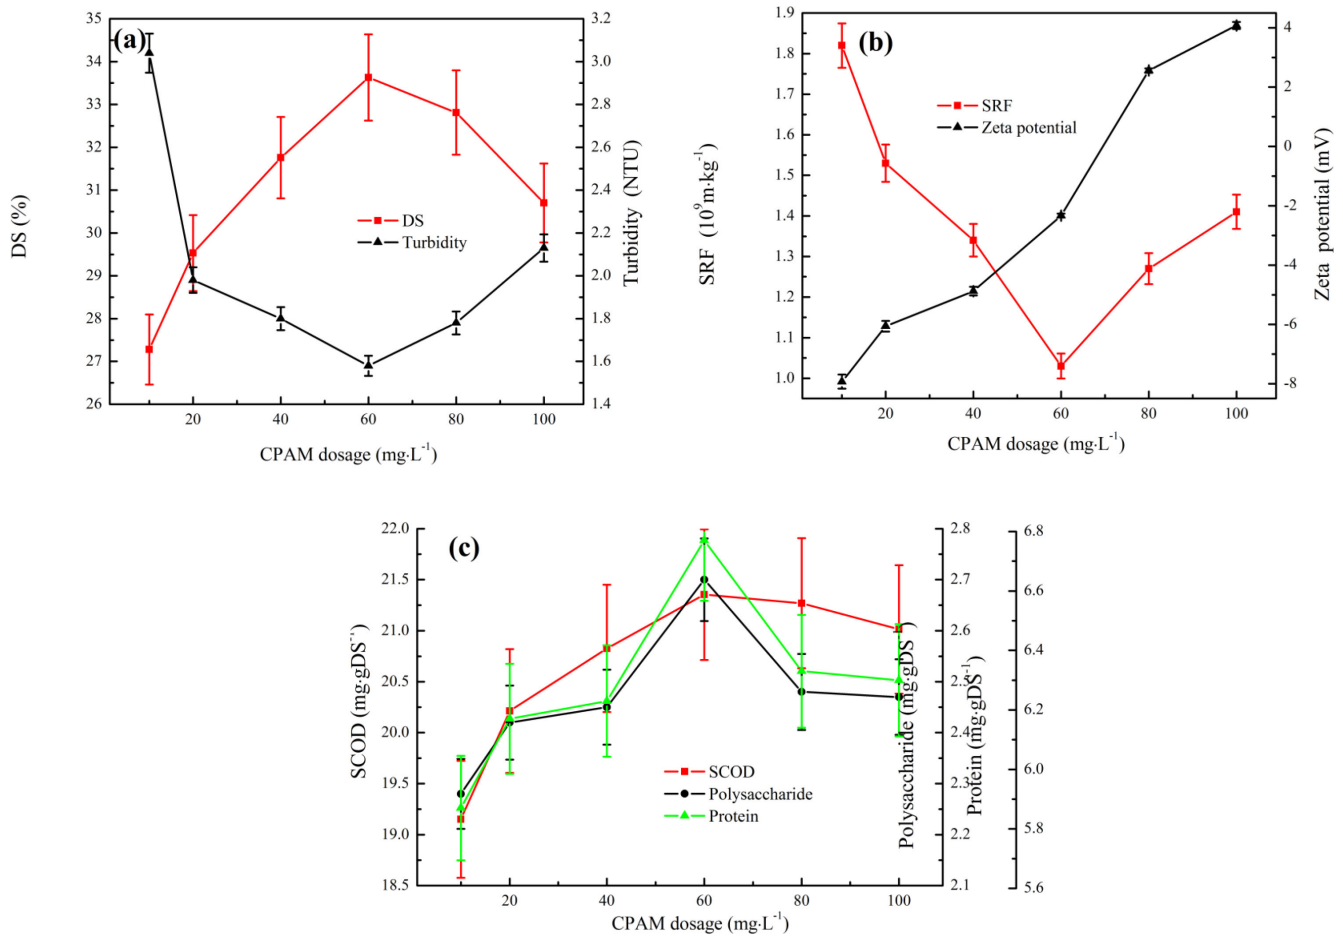 (a)
35
34
33
32
31
30
29
28
27
26
DS (%)
3.2
3.0
2.8
2.6
2.4
2.2
2.0
1.8
1.6
1.4
Turbidity (NTU)
DS
Turbidity
20 40 60 80 100
CPAM dosage (mg·L⁻¹)
(b)
1.9
1.8
1.7
1.6
1.5
1.4
1.3
1.2
1.1
1.0
SRF (10⁹m·kg⁻¹)
4
2
0
-2
-4
-6
-8
Zeta potential (mV)
SRF
Zeta potential
20 40 60 80 100
CPAM dosage (mg·L⁻¹)
(c)
22.0
21.5
21.0
20.5
20.0
19.5
19.0
18.5
SCOD (mg·gDS⁻¹)
2.8
2.7
2.6
2.5
2.4
2.3
2.2
2.1
Polysaccharide (mg·gDS⁻¹)
Protein (mg·gDS⁻¹)
6.8
6.6
6.4
6.2
6.0
5.8
5.6
SCOD
Polysaccharide
Protein
20 40 60 80 100
CPAM dosage (mg·L⁻¹)